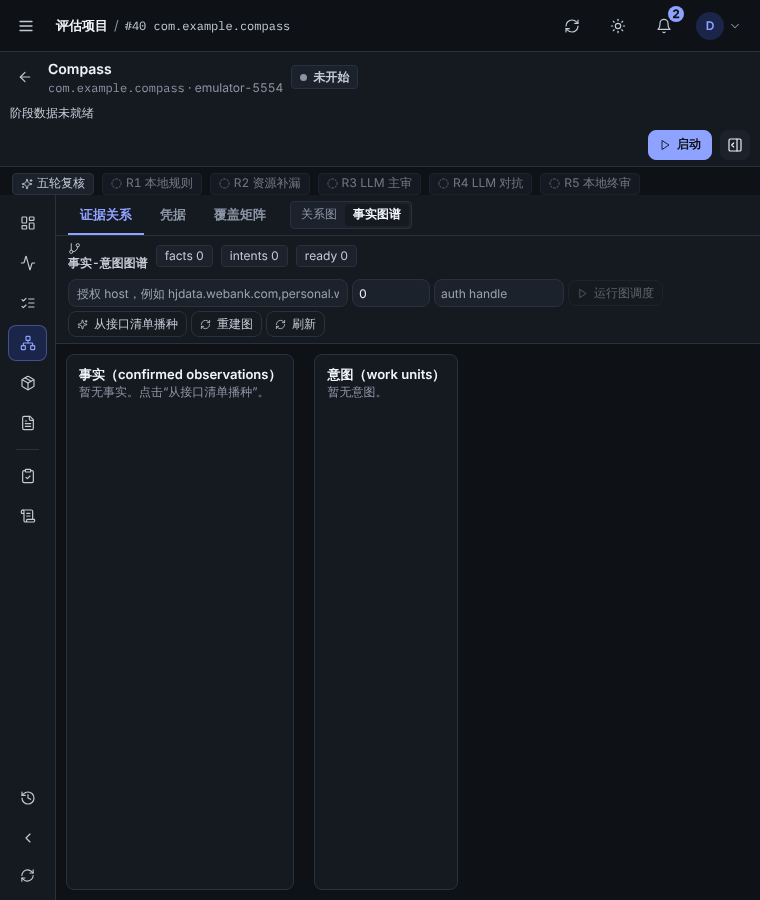 评估项目 / #40 com.example.compass
2
D
Compass
com.example.compass · emulator-5554
未开始
阶段数据未就绪
启动
五轮复核
R1 本地规则
R2 资源补漏
R3 LLM 主审
R4 LLM 对抗
R5 本地终审
证据关系
凭据
覆盖矩阵
关系图
事实图谱
事实-意图图谱
facts 0
intents 0
ready 0
授权 host，例如 hjdata.webank.com,personal.w
0
auth handle
运行图调度
从接口清单播种
重建图
刷新
事实（confirmed observations）
暂无事实。点击“从接口清单播种”。
意图（work units）
暂无意图。